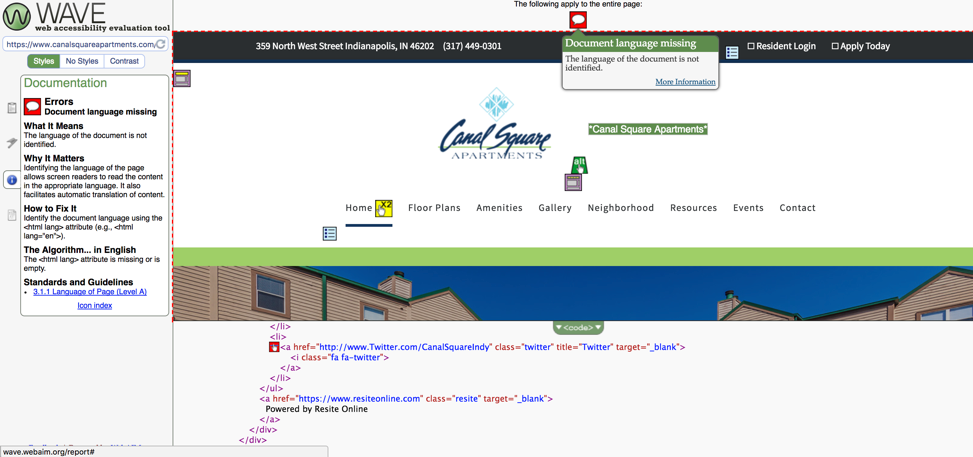 WAVE
web accessibility evaluation tool
https://www.canalsquareapartments.com/
Styles No Styles Contrast
Documentation
Errors
Document language missing
What It Means
The language of the document is not
identified.
Why It Matters
Identifying the language of the page
allows screen readers to read the content
in the appropriate language. It also
facilitates automatic translation of content.
How to Fix It
Identify the document language using the
<html lang> attribute (e.g., <html
lang="en">).
The Algorithm... in English
The <html lang> attribute is missing or is
empty.
Standards and Guidelines
3.1.1 Language of Page (Level A)
Icon index
The following apply to the entire page:
359 North West Street Indianapolis, IN 46202 (317) 449-0301
Document language missing
The language of the document is not
identified.
More Information
Resident Login Apply Today
Canal Square
APARTMENTS
"Canal Square Apartments"
alt
Home X2 Floor Plans Amenities Gallery Neighborhood Resources Events Contact
<code>
</li>
<li>
<a href="http://www.Twitter.com/CanalSquareIndy" class="twitter" title="Twitter" target="_blank">
<i class="fa fa-twitter">
</a>
</li>
</ul>
<a href="https://www.resiteonline.com" class="resite" target="_blank">
Powered by Resite Online
</a>
</div>
</div>
wave.webaim.org/report#